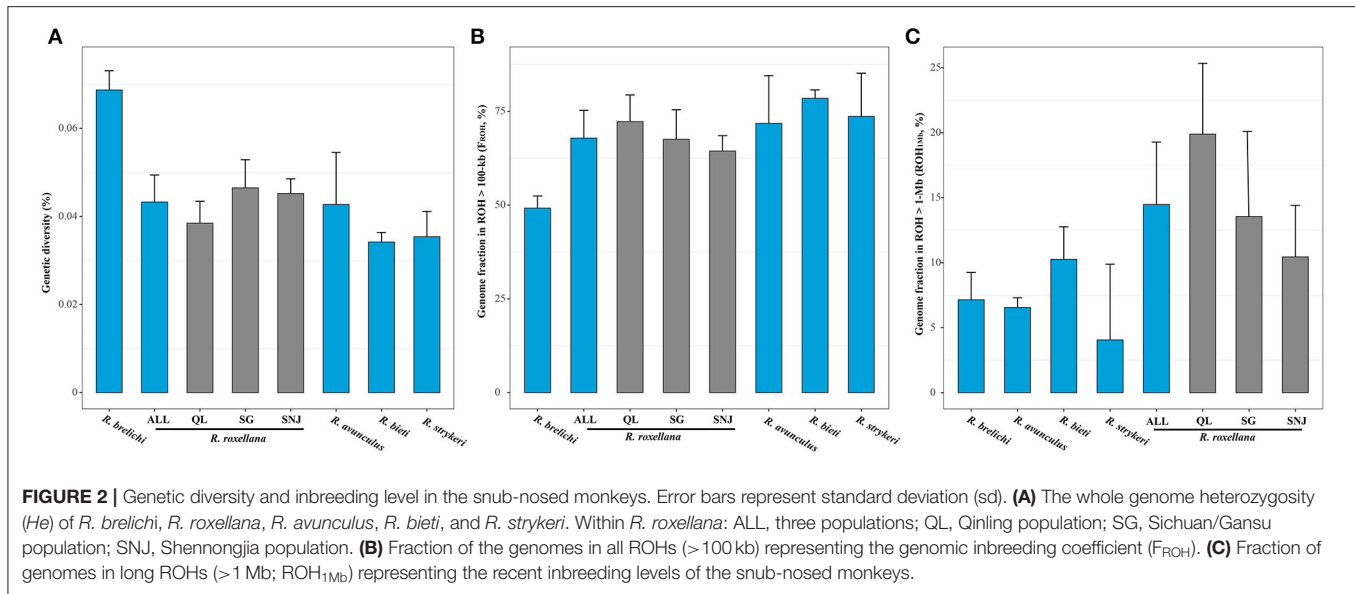 A
Genetic diversity (%)
0.06
0.04
0.02
0
R. brelichi
ALL
QL
SG
SNJ
R. roxellana
R. avunculus
R. bieti
R. strykeri
B
Genome fraction in ROH > 100-kb (FROH, %)
75
50
25
0
R. brelichi
ALL
QL
SG
SNJ
R. roxellana
R. avunculus
R. bieti
R. strykeri
C
Genome fraction in ROH > 1-Mb (ROH1Mb, %)
25
20
15
10
5
0
R. brelichi
R. avunculus
R. bieti
R. strykeri
ALL
QL
SG
SNJ
R. roxellana
FIGURE 2 | Genetic diversity and inbreeding level in the snub-nosed monkeys. Error bars represent standard deviation (sd). (A) The whole genome heterozygosity
(He) of R. brelichi, R. roxellana, R. avunculus, R. bieti, and R. strykeri. Within R. roxellana: ALL, three populations; QL, Qinling population; SG, Sichuan/Gansu
population; SNJ, Shennongjia population. (B) Fraction of the genomes in all ROHs (>100 kb) representing the genomic inbreeding coefficient (FROH). (C) Fraction of
genomes in long ROHs (>1 Mb; ROH1Mb) representing the recent inbreeding levels of the snub-nosed monkeys.